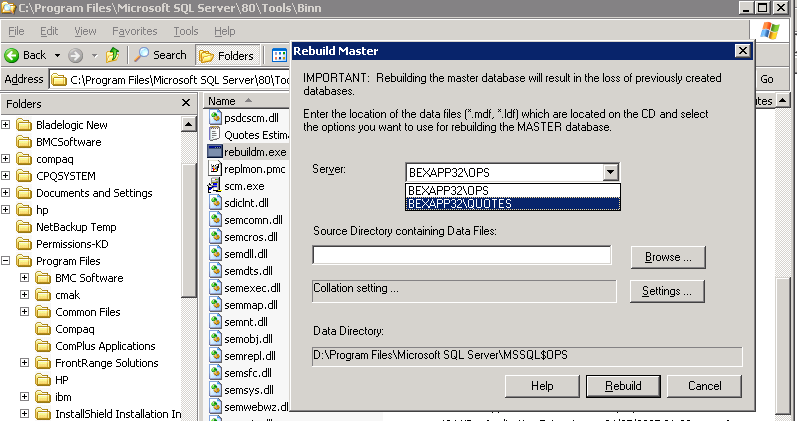 C:\Program Files\Microsoft SQL Server\80\Tools\Binn
File Edit View Favorites Tools Help
Back Search Folders
Address C:\Program Files\Microsoft SQL Server\80\Too Go
Folders
Bladelogic New
BMCSoftware
compaq
CPQSYSTEM
Documents and Settings
hp
NetBackup Temp
Permissions-KD
Program Files
BMC Software
cmak
Common Files
Compaq
ComPlus Applications
FrontRange Solutions
HP
ibm
InstallShield Installation In
Name
psdcscm.dll
Quotes Estima
rebuildm.exe
replmon.pmc
scm.exe
sdiclnt.dll
semcomn.dll
semcros.dll
semdll.dll
semdts.dll
semexec.dll
semmap.dll
semnt.dll
semobj.dll
semrepl.dll
semsfc.dll
semsys.dll
semwebwz.dll
Rebuild Master
IMPORTANT: Rebuilding the master database will result in the loss of previously created
databases.
Enter the location of the data files (*.mdf, *.ldf) which are located on the CD and select
the options you want to use for rebuilding the MASTER database.
Server: BEXAPP32\OPS
BEXAPP32\OPS
BEXAPP32\QUOTES
Source Directory containing Data Files:
Browse ...
Collation setting ...
Settings ...
Data Directory:
D:\Program Files\Microsoft SQL Server\MSSQL$OPS
Help Rebuild Cancel